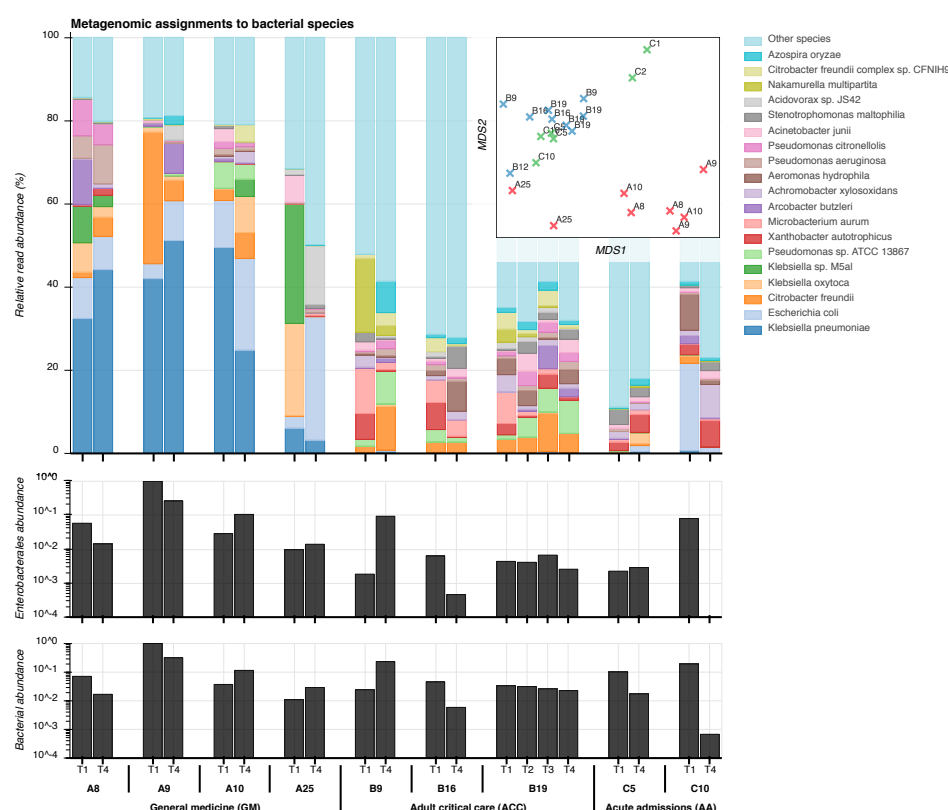 Metagenomic assignments to bacterial species
Relative read abundance (%)
100
80
60
40
20
0
MDS2
MDS1
C1
C2
B9
B9
B16
B19
B16
B19
B19
B19
C10
C5
C10
B12
A25
A25
A10
A8
A9
A8
A10
A9
Other species
Azospira oryzae
Citrobacter freundii complex sp. CFNIH9
Nakamurella multipartita
Acidovorax sp. JS42
Stenotrophomonas maltophilia
Acinetobacter junii
Pseudomonas citronellolis
Pseudomonas aeruginosa
Aeromonas hydrophila
Achromobacter xylosoxidans
Arcobacter butzleri
Microbacterium aurum
Xanthobacter autotrophicus
Pseudomonas sp. ATCC 13867
Klebsiella sp. M5al
Klebsiella oxytoca
Citrobacter freundii
Escherichia coli
Klebsiella pneumoniae
Enterobacterales abundance
10^0
10^-1
10^-2
10^-3
10^-4
Bacterial abundance
10^0
10^-1
10^-2
10^-3
10^-4
T1 T4 T1 T4 T1 T4 T1 T4 T1 T4 T1 T4 T1 T2 T3 T4 T1 T4 T1 T4
A8 A9 A10 A25 B9 B16 B19 C5 C10
General medicine (GM) Adult critical care (ACC) Acute admissions (AA)